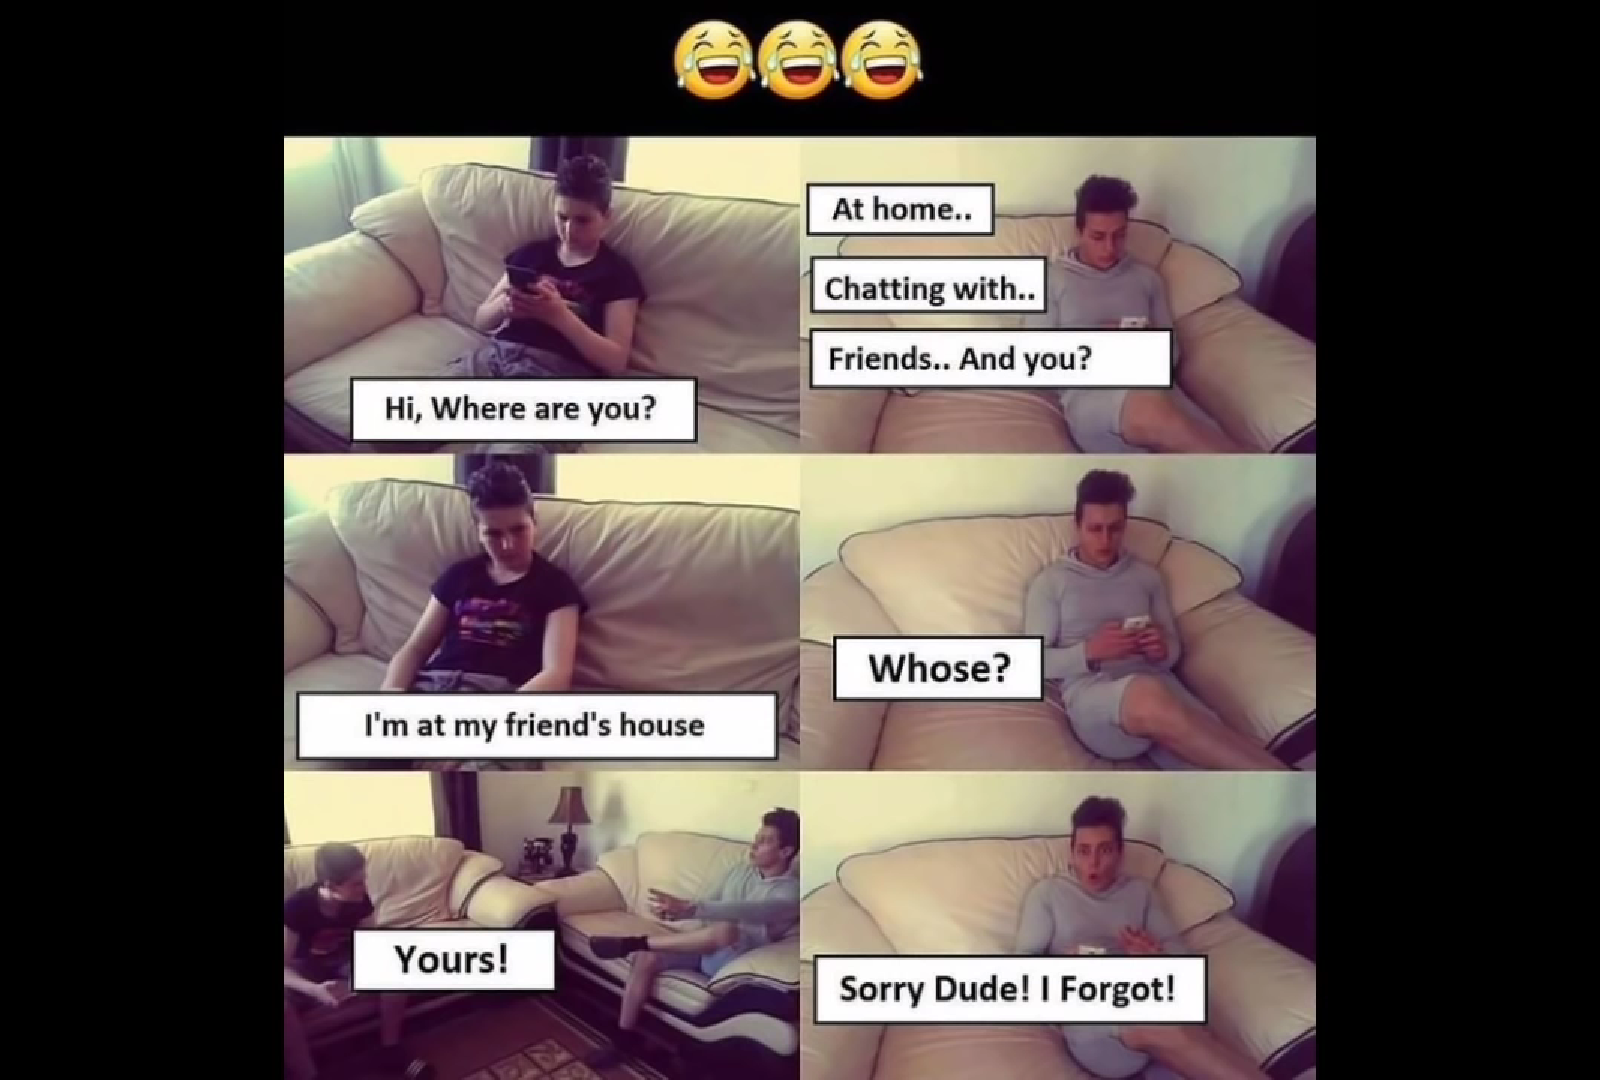 Hi, Where are you?
At home..
Chatting with..
Friends.. And you?
I'm at my friend's house
Whose?
Yours!
Sorry Dude! I Forgot!